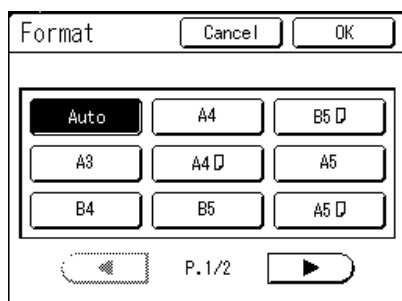 Format Cancel OK
Auto A4 B5
A3 A4 A5
B4 B5 A5
P.1/2